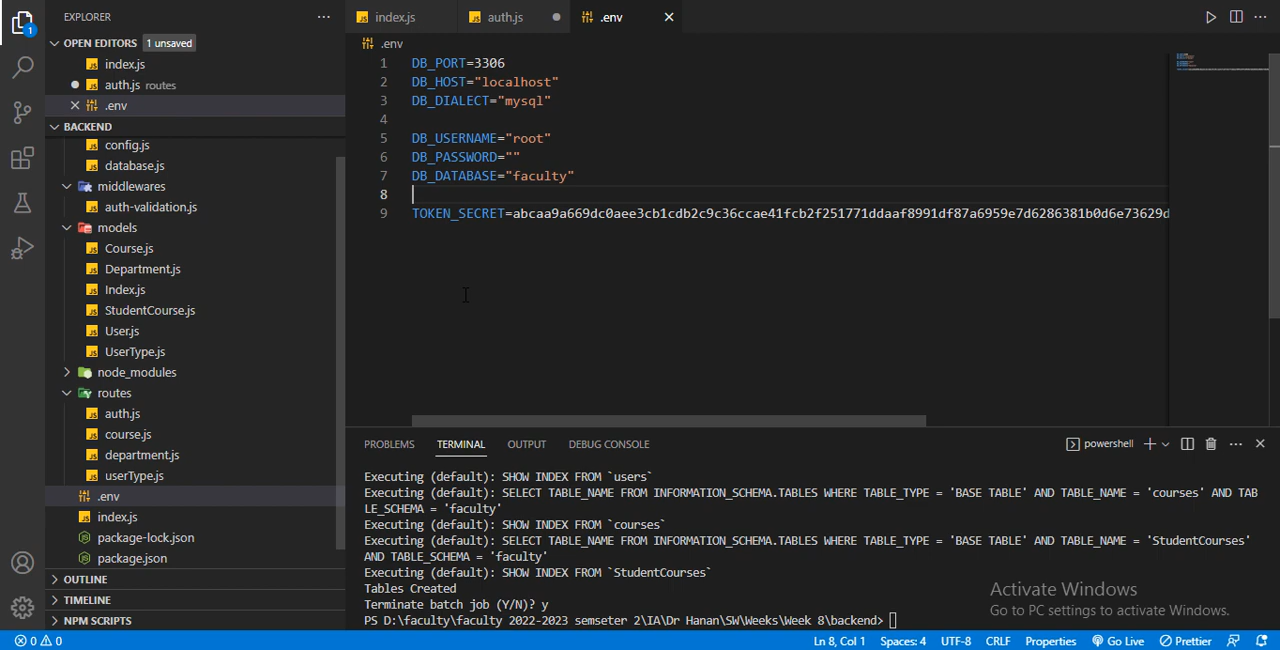 EXPLORER
index.js
auth.js
.env
OPEN EDITORS 1 unsaved
index.js
auth.js routes
.env
BACKEND
config.js
database.js
middlewares
auth-validation.js
models
Course.js
Department.js
Index.js
StudentCourse.js
User.js
UserType.js
node_modules
routes
auth.js
course.js
department.js
userType.js
.env
index.js
package-lock.json
package.json
OUTLINE
TIMELINE
NPM SCRIPTS
.env
1 DB_PORT=3306
2 DB_HOST="localhost"
3 DB_DIALECT="mysql"
4
5 DB_USERNAME="root"
6 DB_PASSWORD=""
7 DB_DATABASE="faculty"
8
9 TOKEN_SECRET=abcaa9a669dc0aee3cb1cdb2c9c36ccae41fcb2f251771ddaaf8991df87a6959e7d6286381b0d6e73629d
PROBLEMS TERMINAL OUTPUT DEBUG CONSOLE powershell
Executing (default): SHOW INDEX FROM `users`
Executing (default): SELECT TABLE_NAME FROM INFORMATION_SCHEMA.TABLES WHERE TABLE_TYPE = 'BASE TABLE' AND TABLE_NAME = 'courses' AND TAB
LE_SCHEMA = 'faculty'
Executing (default): SHOW INDEX FROM `courses`
Executing (default): SELECT TABLE_NAME FROM INFORMATION_SCHEMA.TABLES WHERE TABLE_TYPE = 'BASE TABLE' AND TABLE_NAME = 'StudentCourses'
AND TABLE_SCHEMA = 'faculty'
Executing (default): SHOW INDEX FROM `StudentCourses`
Tables Created
Terminate batch job (Y/N)? y
PS D:\faculty\faculty 2022-2023 semseter 2\IA\Dr Hanan\SW\Weeks\Week 8\backend>
Activate Windows
Go to PC settings to activate Windows.
0 0 Ln 8, Col 1 Spaces: 4 UTF-8 CRLF Properties Go Live Prettier